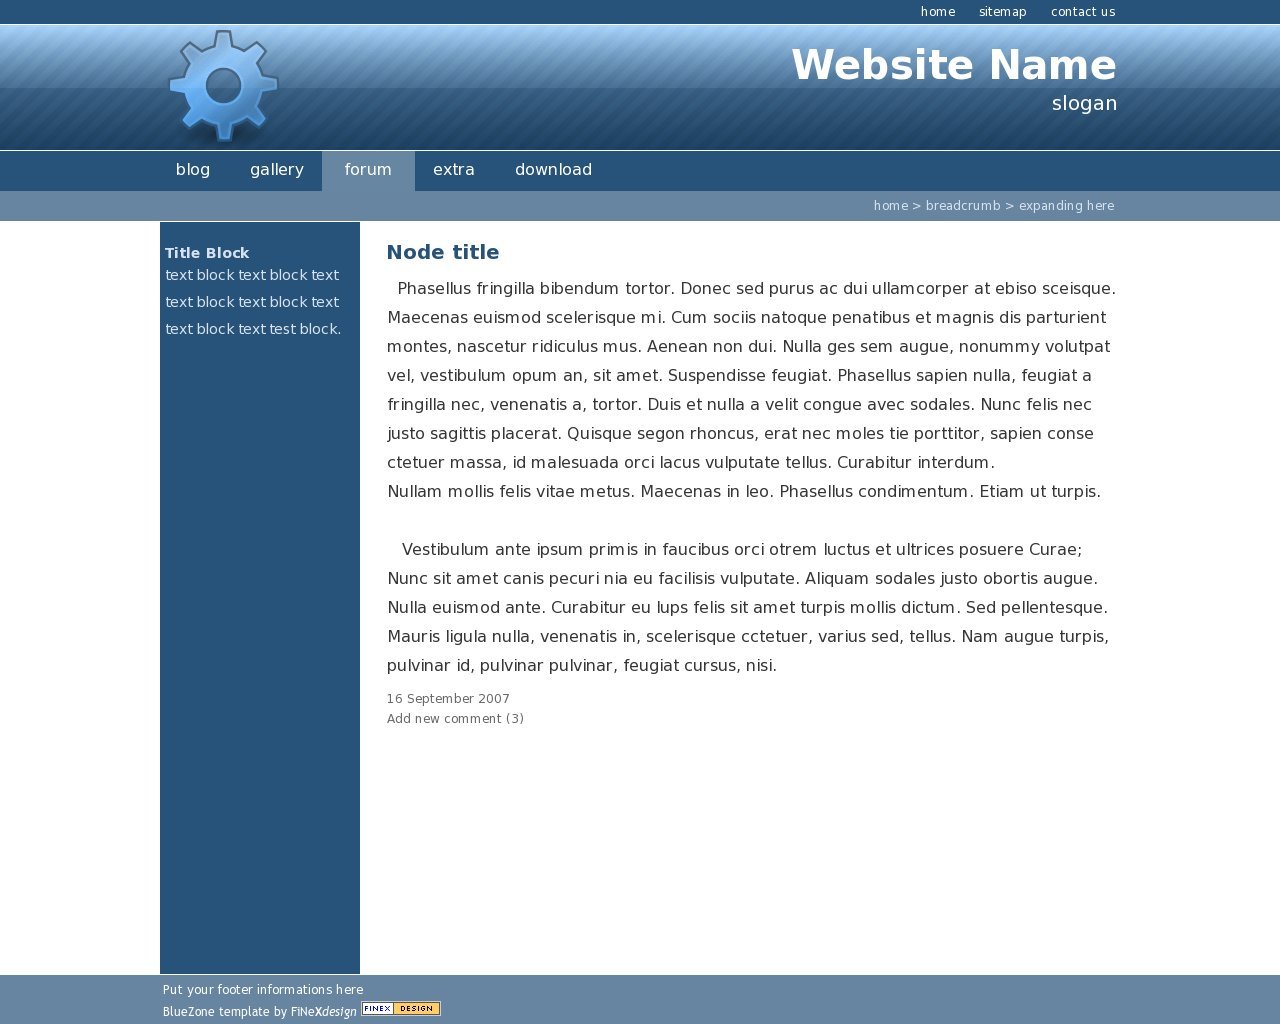 home sitemap contact us
Website Name
slogan
blog gallery forum extra download
home > breadcrumb > expanding here
Title Block
text block text block text
text block text block text
text block text test block.
Node title
Phasellus fringilla bibendum tortor. Donec sed purus ac dui ullamcorper at ebiso sceisque.
Maecenas euismod scelerisque mi. Cum sociis natoque penatibus et magnis dis parturient
montes, nascetur ridiculus mus. Aenean non dui. Nulla ges sem augue, nonummy volutpat
vel, vestibulum opum an, sit amet. Suspendisse feugiat. Phasellus sapien nulla, feugiat a
fringilla nec, venenatis a, tortor. Duis et nulla a velit congue avec sodales. Nunc felis nec
justo sagittis placerat. Quisque segon rhoncus, erat nec moles tie porttitor, sapien conse
ctetuer massa, id malesuada orci lacus vulputate tellus. Curabitur interdum.
Nullam mollis felis vitae metus. Maecenas in leo. Phasellus condimentum. Etiam ut turpis.
Vestibulum ante ipsum primis in faucibus orci otrem luctus et ultrices posuere Curae;
Nunc sit amet canis pecuri nia eu facilisis vulputate. Aliquam sodales justo obortis augue.
Nulla euismod ante. Curabitur eu lups felis sit amet turpis mollis dictum. Sed pellentesque.
Mauris ligula nulla, venenatis in, scelerisque cctetuer, varius sed, tellus. Nam augue turpis,
pulvinar id, pulvinar pulvinar, feugiat cursus, nisi.
16 September 2007
Add new comment (3)
Put your footer informations here
BlueZone template by FINeXdesign FINEX DESIGN